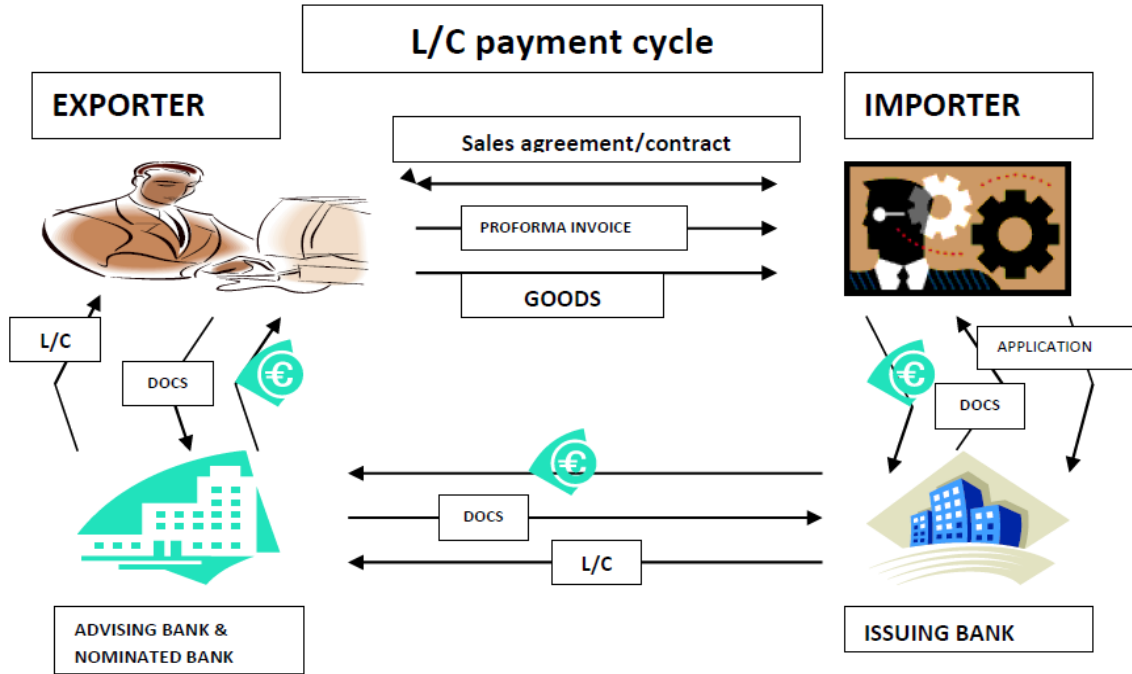 L/C payment cycle
EXPORTER
IMPORTER
Sales agreement/contract
PROFORMA INVOICE
GOODS
L/C
DOCS
€
€
APPLICATION
DOCS
€
DOCS
L/C
ADVISING BANK &
NOMINATED BANK
ISSUING BANK